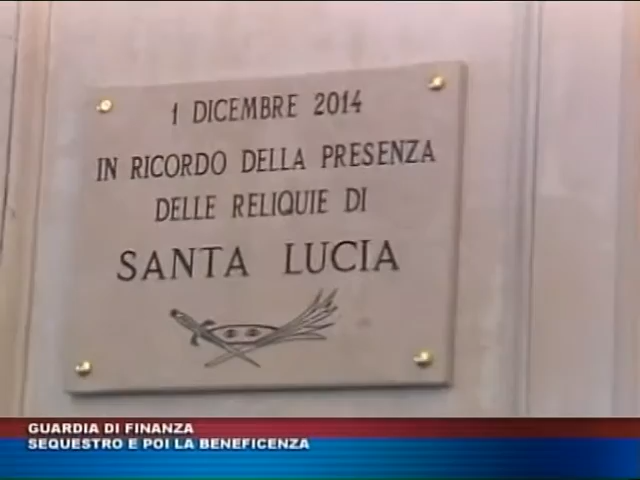 1 DICEMBRE 2014
IN RICORDO DELLA PRESENZA
DELLE RELIQUIE DI
SANTA LUCIA
GUARDIA DI FINANZA
SEQUESTRO E POI LA BENEFICENZA